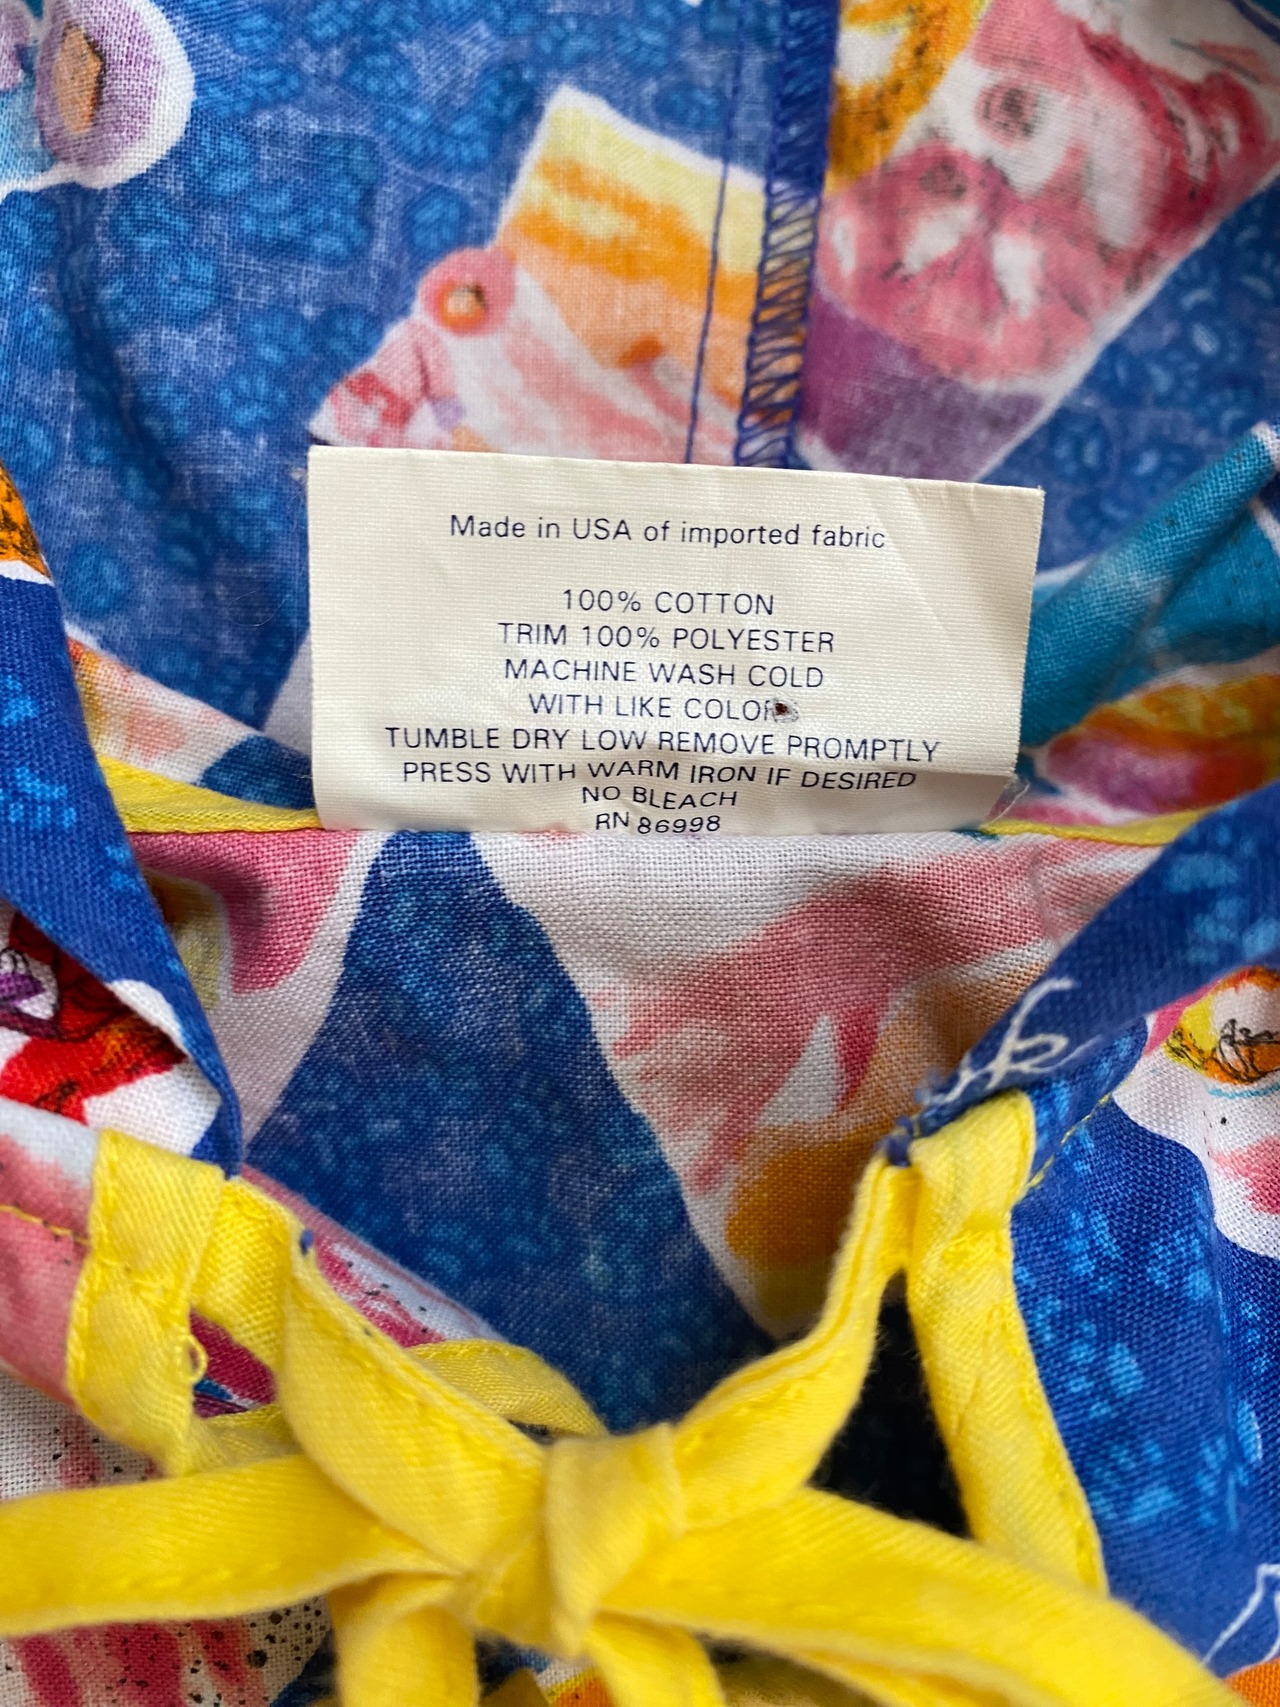 Made in USA of imported fabric
100% COTTON
TRIM 100% POLYESTER
MACHINE WASH COLD
WITH LIKE COLORS
TUMBLE DRY LOW REMOVE PROMPTLY
PRESS WITH WARM IRON IF DESIRED
NO BLEACH
RN 86998